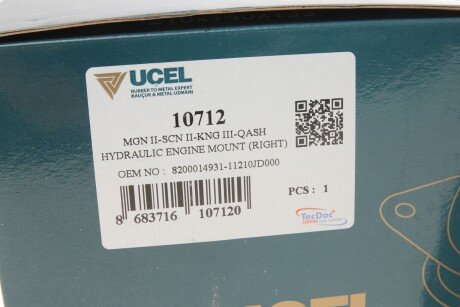 UCEL
RUBBER TO METAL EXPERT
KAUÇUK & METAL UZMANI
10712
MGN II-SCN II-KNG III-QASH
HYDRAULIC ENGINE MOUNT (RIGHT)
OEM NO : 8200014931-11210JD000
PCS : 1
8 683716 107120
TecDoc
UCEL